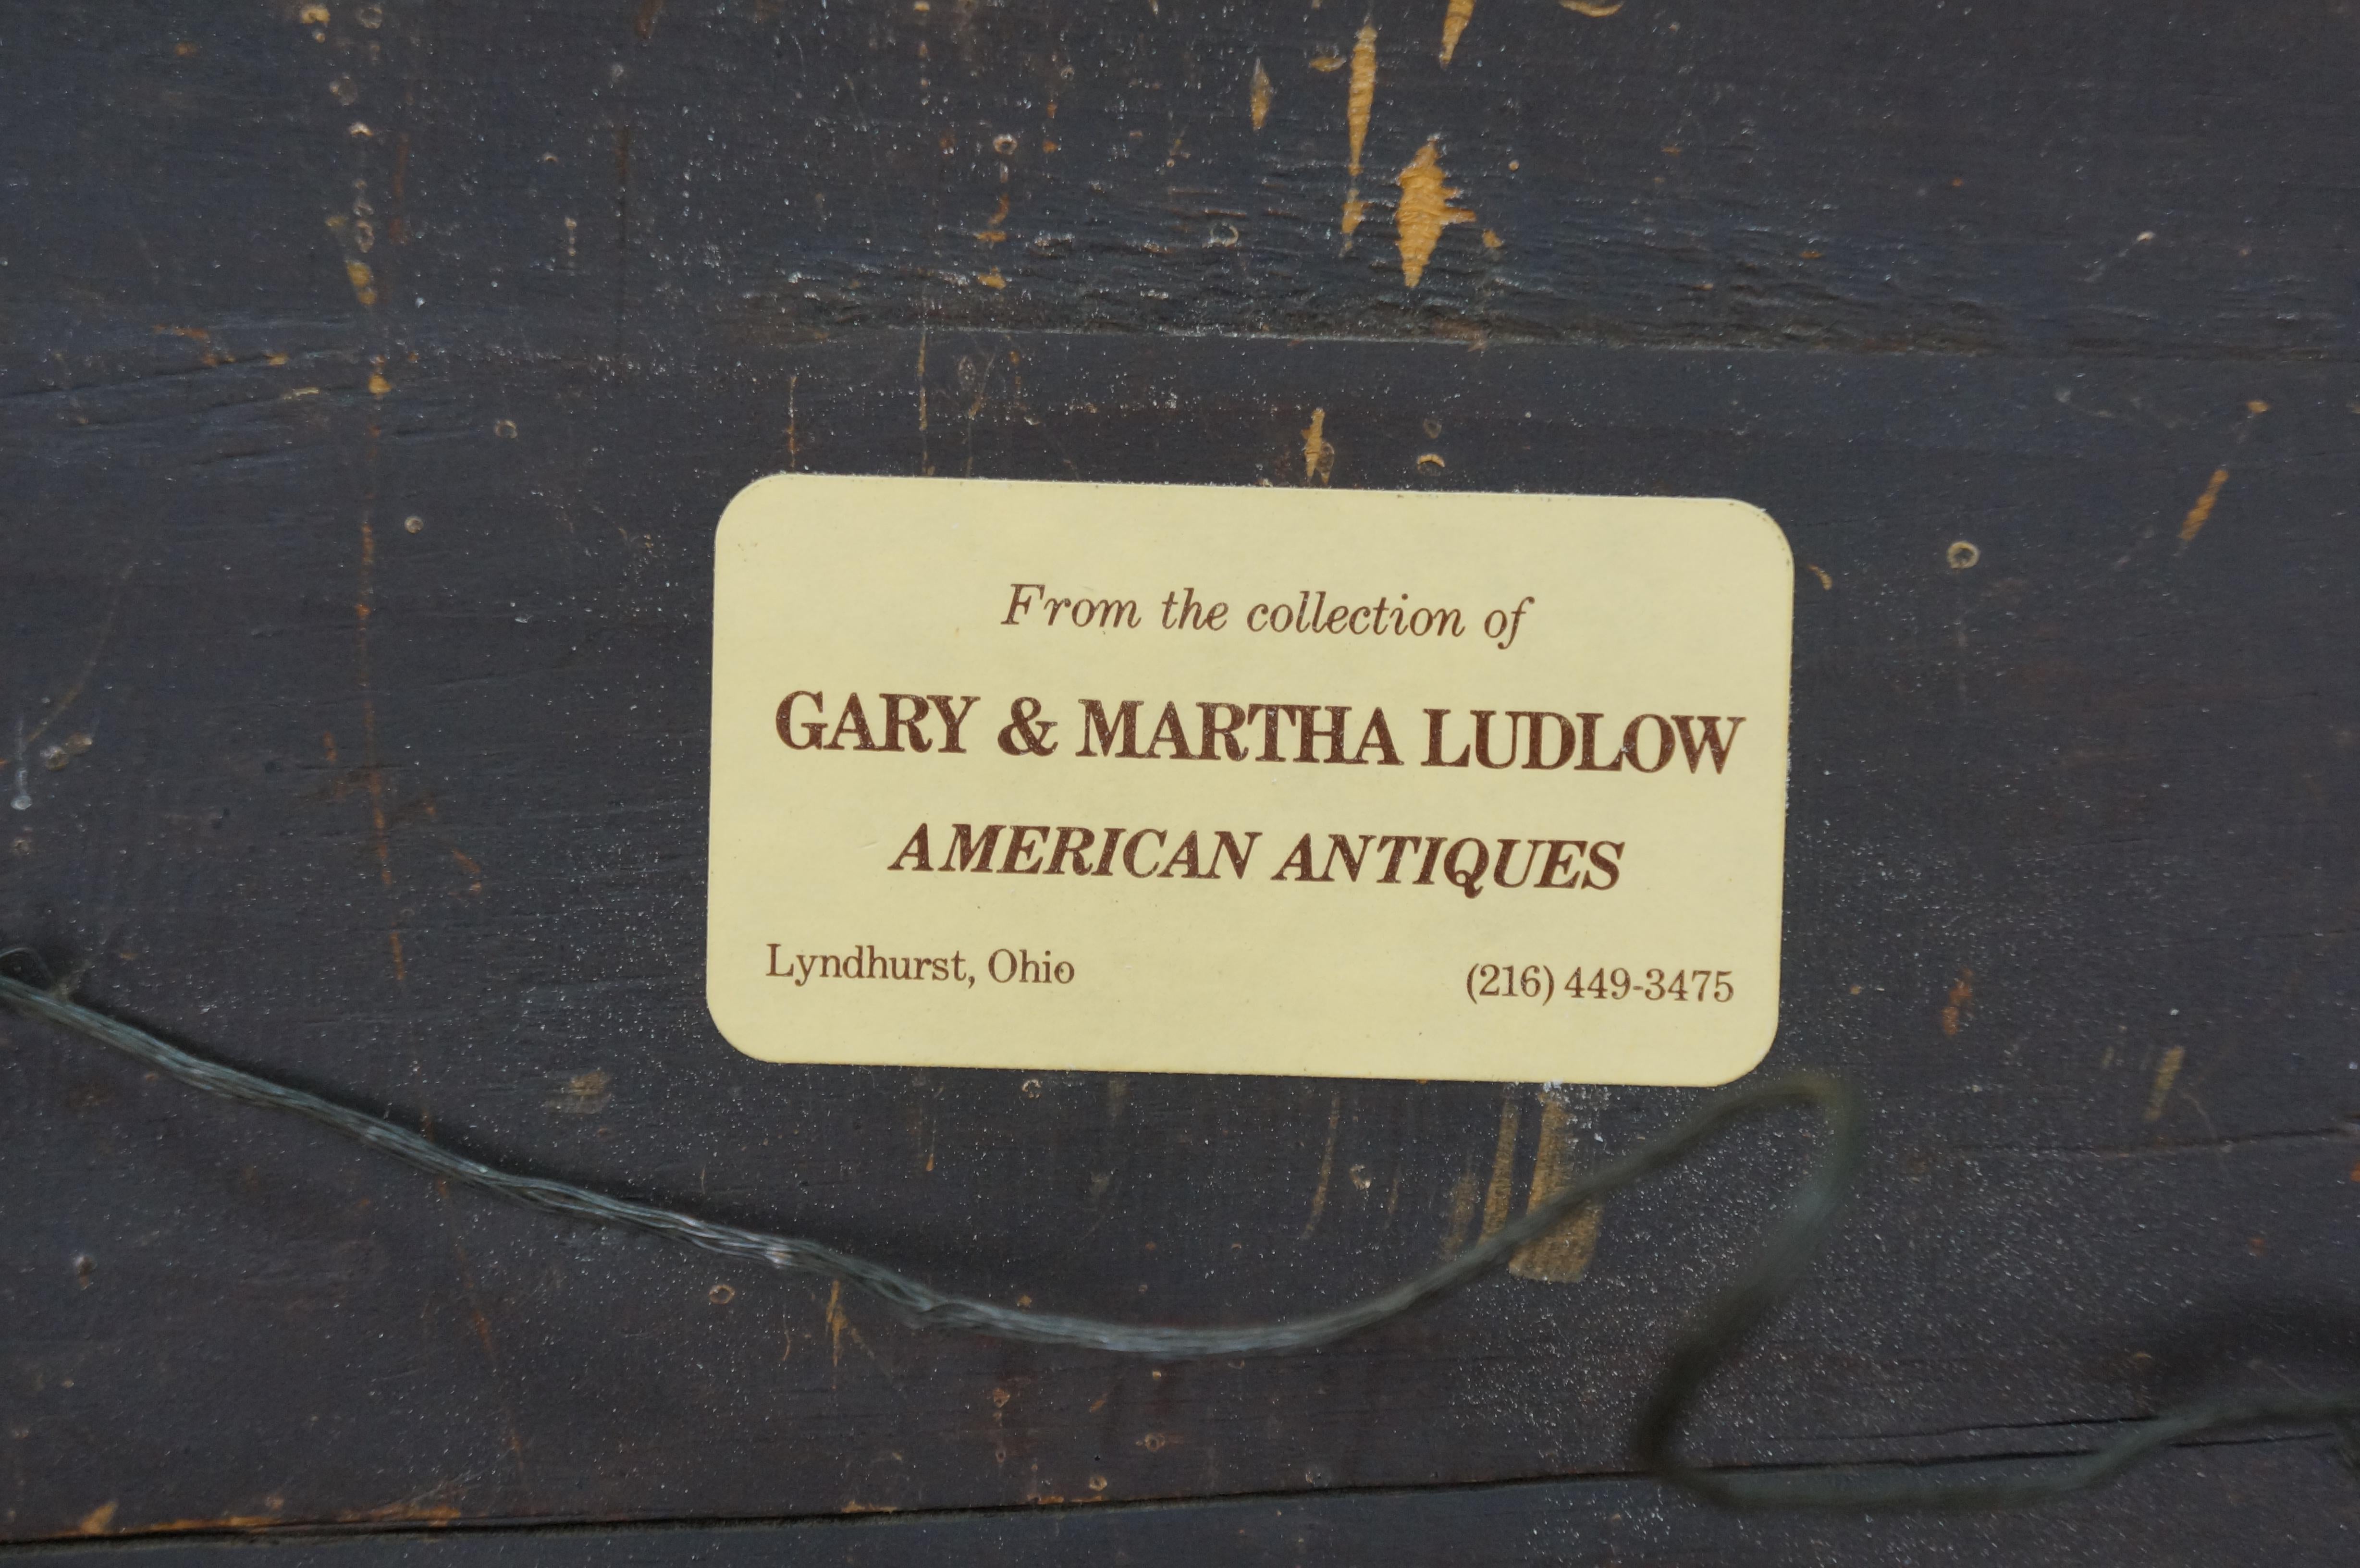 From the collection of
GARY & MARTHA LUDLOW
AMERICAN ANTIQUES
Lyndhurst, Ohio (216) 449-3475